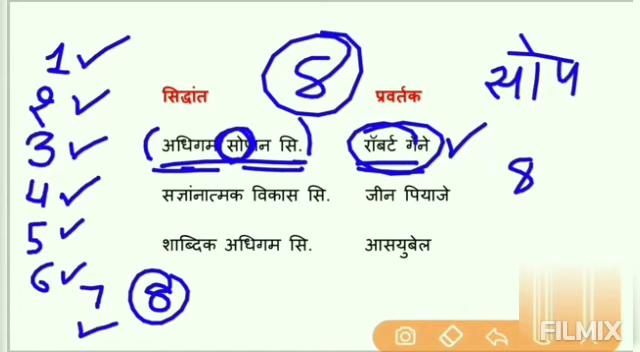 1
8
सोप
सिद्धांत प्रवर्तक
२
3
अधिगम सोपान सि. रॉबर्ट गेने
8
4
सज्ञांनात्मक विकास सि. जीन पियाजे
5
शाब्दिक अधिगम सि. आसयुबेल
6
7
8
FILMIX